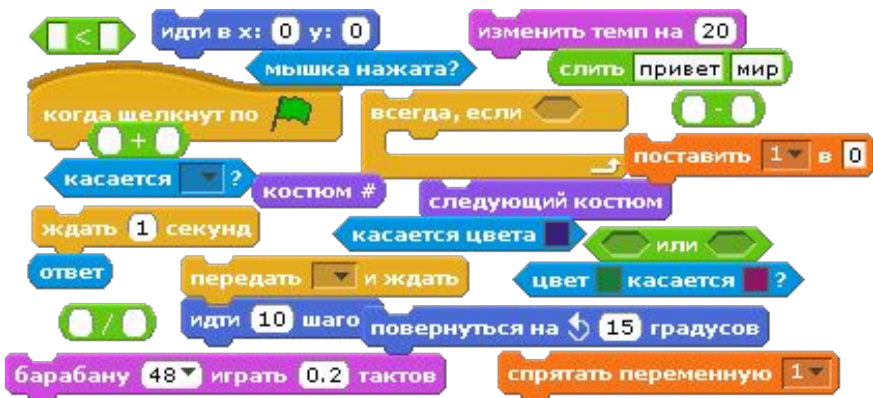 <
идти в x: 0 y: 0
изменить темп на 20
мышка нажата?
слить привет мир
когда щелкнут по
всегда, если
-
+
поставить 1 в 0
касается ?
костюм #
следующий костюм
ждать 1 секунд
касается цвета
или
ответ
передать и ждать
цвет касается ?
/
идти 10 шаго
повернуться на 15 градусов
барабану 48 играть 0.2 тактов
спрятать переменную 1